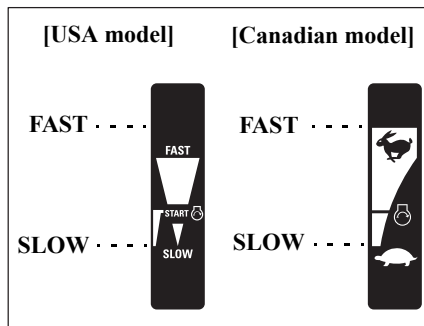 [USA model] [Canadian model]
FAST FAST
FAST
START
SLOW SLOW
SLOW